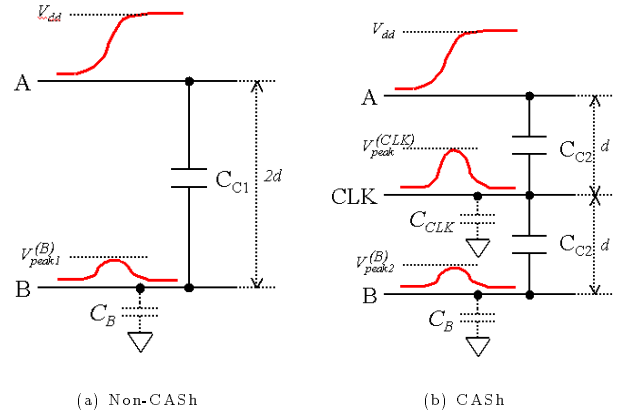 V_dd
A
C_C1
2d
V_peak1^(B)
B
C_B
(a) Non-CASh
V_dd
A
d
C_C2
V_peak^(CLK)
CLK
C_CLK
C_C2
d
V_peak2^(B)
B
C_B
(b) CASh